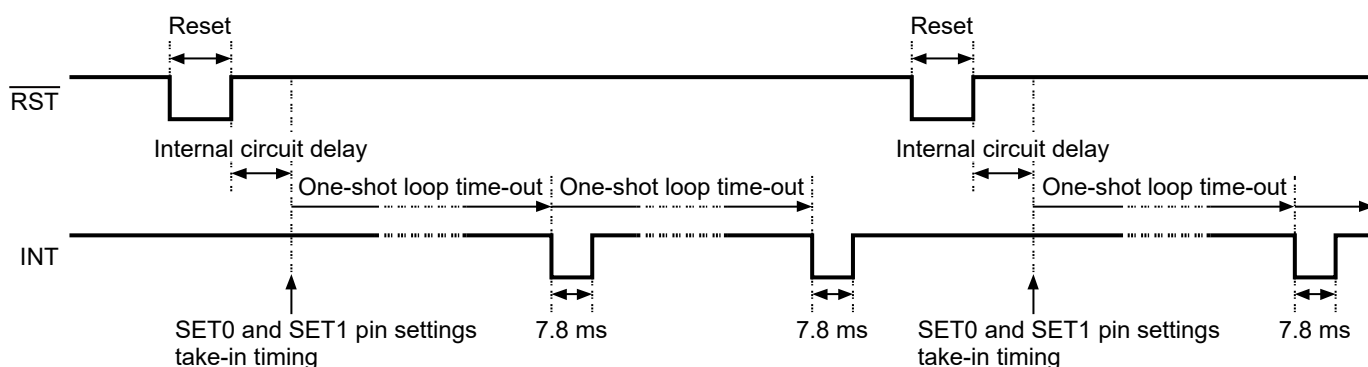 Reset Reset
RST
Internal circuit delay Internal circuit delay
One-shot loop time-out One-shot loop time-out One-shot loop time-out
INT
SET0 and SET1 pin settings
take-in timing
7.8 ms
7.8 ms
SET0 and SET1 pin settings
take-in timing
7.8 ms